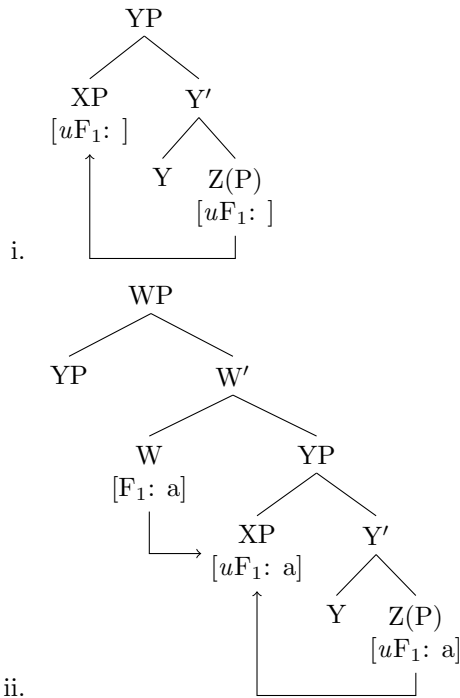 YP
XP Y′
[uF₁: ] Y Z(P)
[uF₁: ]
i.
WP
YP W′
W YP
[F₁: a] XP Y′
[uF₁: a] Y Z(P)
[uF₁: a]
ii.